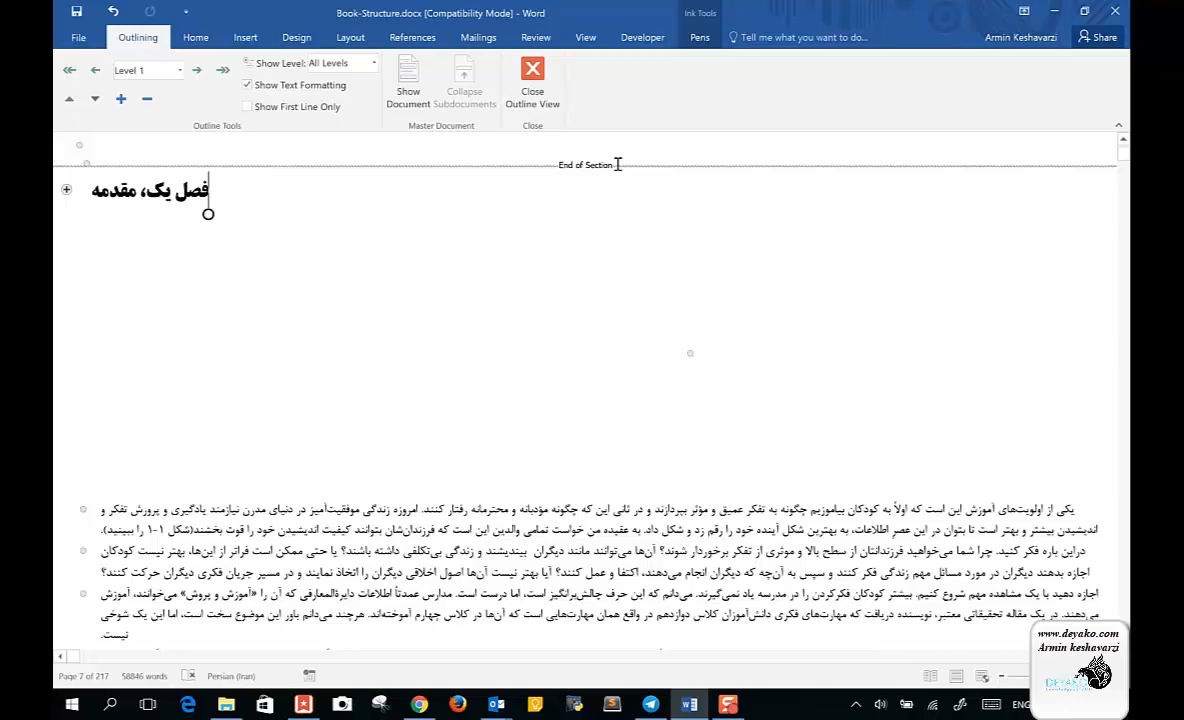 Book-Structure.docx [Compatibility Mode] - Word
Ink Tools
File
Outlining
Home
Insert
Design
Layout
References
Mailings
Review
View
Developer
Pens
Tell me what you want to do...
Armin Keshavarzi
Share
Level 1
Show Level:
All Levels
Show Text Formatting
Show First Line Only
Outline Tools
Show Document
Collapse Subdocuments
Master Document
Close Outline View
Close
End of Section
فصل یک، مقدمه
یکی از اولویت‌های آموزش این است که اولاً به کودکان بیاموزیم چگونه به تفکر عمیق و مؤثر بپردازند و در ثانی این که چگونه مؤدبانه و محترمانه رفتار کنند. امروزه زندگی موفقیت‌آمیز در دنیای مدرن نیازمند یادگیری و پرورش تفکر و
اندیشدن بیشتر و بهتر است تا بتوان در این عصرِ اطلاعات، به بهترین شکل آینده خود را رقم زد و شکل داد. به عقیده من خواست تمامی والدین این است که فرزندان‌شان بتوانند کیفیت اندیشیدن خود را قوت بخشند(شکل ۱-۱ را ببینید).
دراین باره فکر کنید. چرا شما می‌خواهید فرزندانتان از سطح بالا و موثری از تفکر برخوردار شوند؟ آن‌ها می‌توانند مانند دیگران بیندیشند و زندگی بی‌تکلفی داشته باشند؟ یا حتی ممکن است فراتر از این‌ها، بهتر نیست کودکان
اجازه بدهند دیگران در مورد مسائل مهم زندگی فکر کنند و سپس به آن‌چه که دیگران انجام می‌دهند، اکتفا و عمل کنند؟ آیا بهتر نیست آن‌ها اصول اخلاقی دیگران را اتخاذ نمایند و در مسیر جریان فکری دیگران حرکت کنند؟
اجازه دهید با یک مشاهده مهم شروع کنیم. بیشتر کودکان فکرکردن را در مدرسه یاد نمی‌گیرند. می‌دانم که این حرف چالش‌برانگیز است، اما درست است. مدارس عمدتاً اطلاعات دایرةالمعارفی که آن را «آموزش و پروش» می‌خوانند، آموزش
می‌دهند. در یک مقاله تحقیقاتی معتبر، نویسنده دریافت که مهارت‌های فکری دانش‌آموزان کلاس دوازدهم در واقع همان مهارت‌هایی است که آن‌ها در کلاس چهارم آموخته‌اند. هرچند می‌دانم باور این موضوع سخت است، اما این یک شوخی
نیست.
Page 7 of 217
58846 words
Persian (Iran)
www.deyako.com
Armin keshavarzi
DEYAKO
ENG